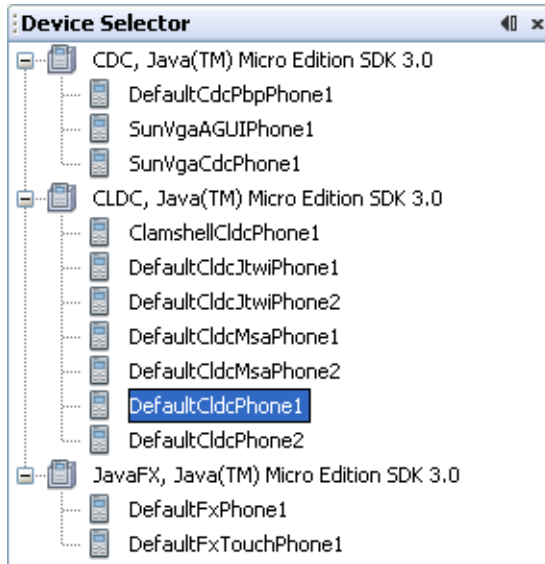 Device Selector
CDC, Java(TM) Micro Edition SDK 3.0
DefaultCdcPbpPhone1
SunVgaAGUIPhone1
SunVgaCdcPhone1
CLDC, Java(TM) Micro Edition SDK 3.0
ClamshellCldcPhone1
DefaultCldcJtwiPhone1
DefaultCldcJtwiPhone2
DefaultCldcMsaPhone1
DefaultCldcMsaPhone2
DefaultCldcPhone1
DefaultCldcPhone2
JavaFX, Java(TM) Micro Edition SDK 3.0
DefaultFxPhone1
DefaultFxTouchPhone1